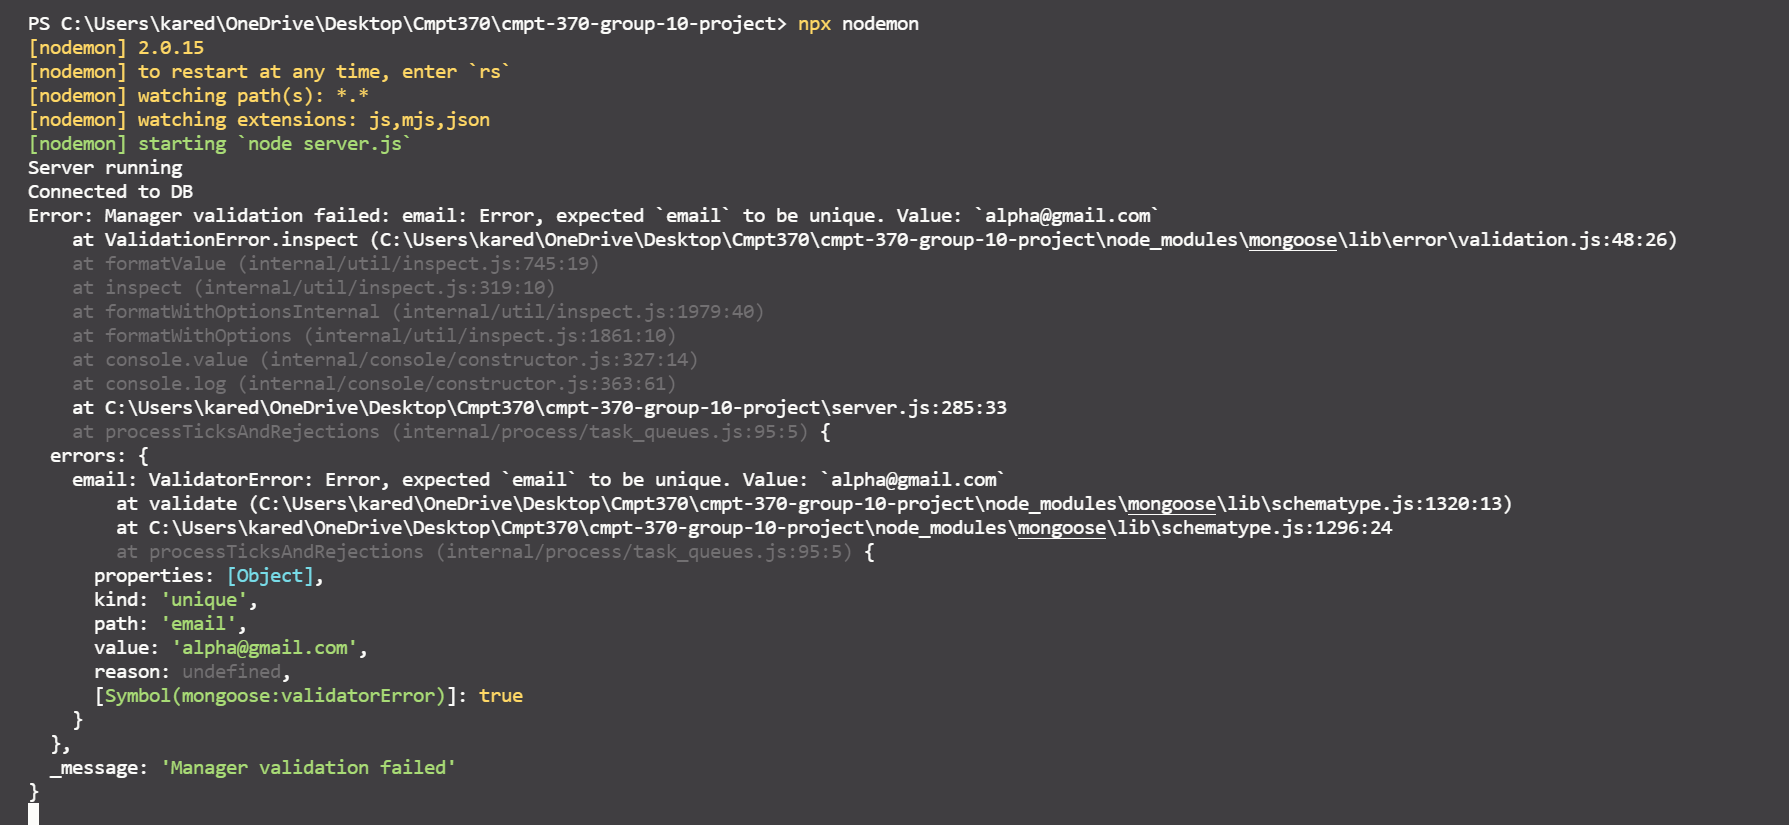 PS C:\Users\kared\OneDrive\Desktop\Cmpt370\cmpt-370-group-10-project> npx nodemon
[nodemon] 2.0.15
[nodemon] to restart at any time, enter `rs`
[nodemon] watching path(s): *.*
[nodemon] watching extensions: js,mjs,json
[nodemon] starting `node server.js`
Server running
Connected to DB
Error: Manager validation failed: email: Error, expected `email` to be unique. Value: `alpha@gmail.com`
    at ValidationError.inspect (C:\Users\kared\OneDrive\Desktop\Cmpt370\cmpt-370-group-10-project\node_modules\mongoose\lib\error\validation.js:48:26)
    at formatValue (internal/util/inspect.js:745:19)
    at inspect (internal/util/inspect.js:319:10)
    at formatWithOptionsInternal (internal/util/inspect.js:1979:40)
    at formatWithOptions (internal/util/inspect.js:1861:10)
    at console.value (internal/console/constructor.js:327:14)
    at console.log (internal/console/constructor.js:363:61)
    at C:\Users\kared\OneDrive\Desktop\Cmpt370\cmpt-370-group-10-project\server.js:285:33
    at processTicksAndRejections (internal/process/task_queues.js:95:5) {
  errors: {
    email: ValidatorError: Error, expected `email` to be unique. Value: `alpha@gmail.com`
        at validate (C:\Users\kared\OneDrive\Desktop\Cmpt370\cmpt-370-group-10-project\node_modules\mongoose\lib\schematype.js:1320:13)
        at C:\Users\kared\OneDrive\Desktop\Cmpt370\cmpt-370-group-10-project\node_modules\mongoose\lib\schematype.js:1296:24
        at processTicksAndRejections (internal/process/task_queues.js:95:5) {
      properties: [Object],
      kind: 'unique',
      path: 'email',
      value: 'alpha@gmail.com',
      reason: undefined,
      [Symbol(mongoose:validatorError)]: true
    }
  },
  _message: 'Manager validation failed'
}